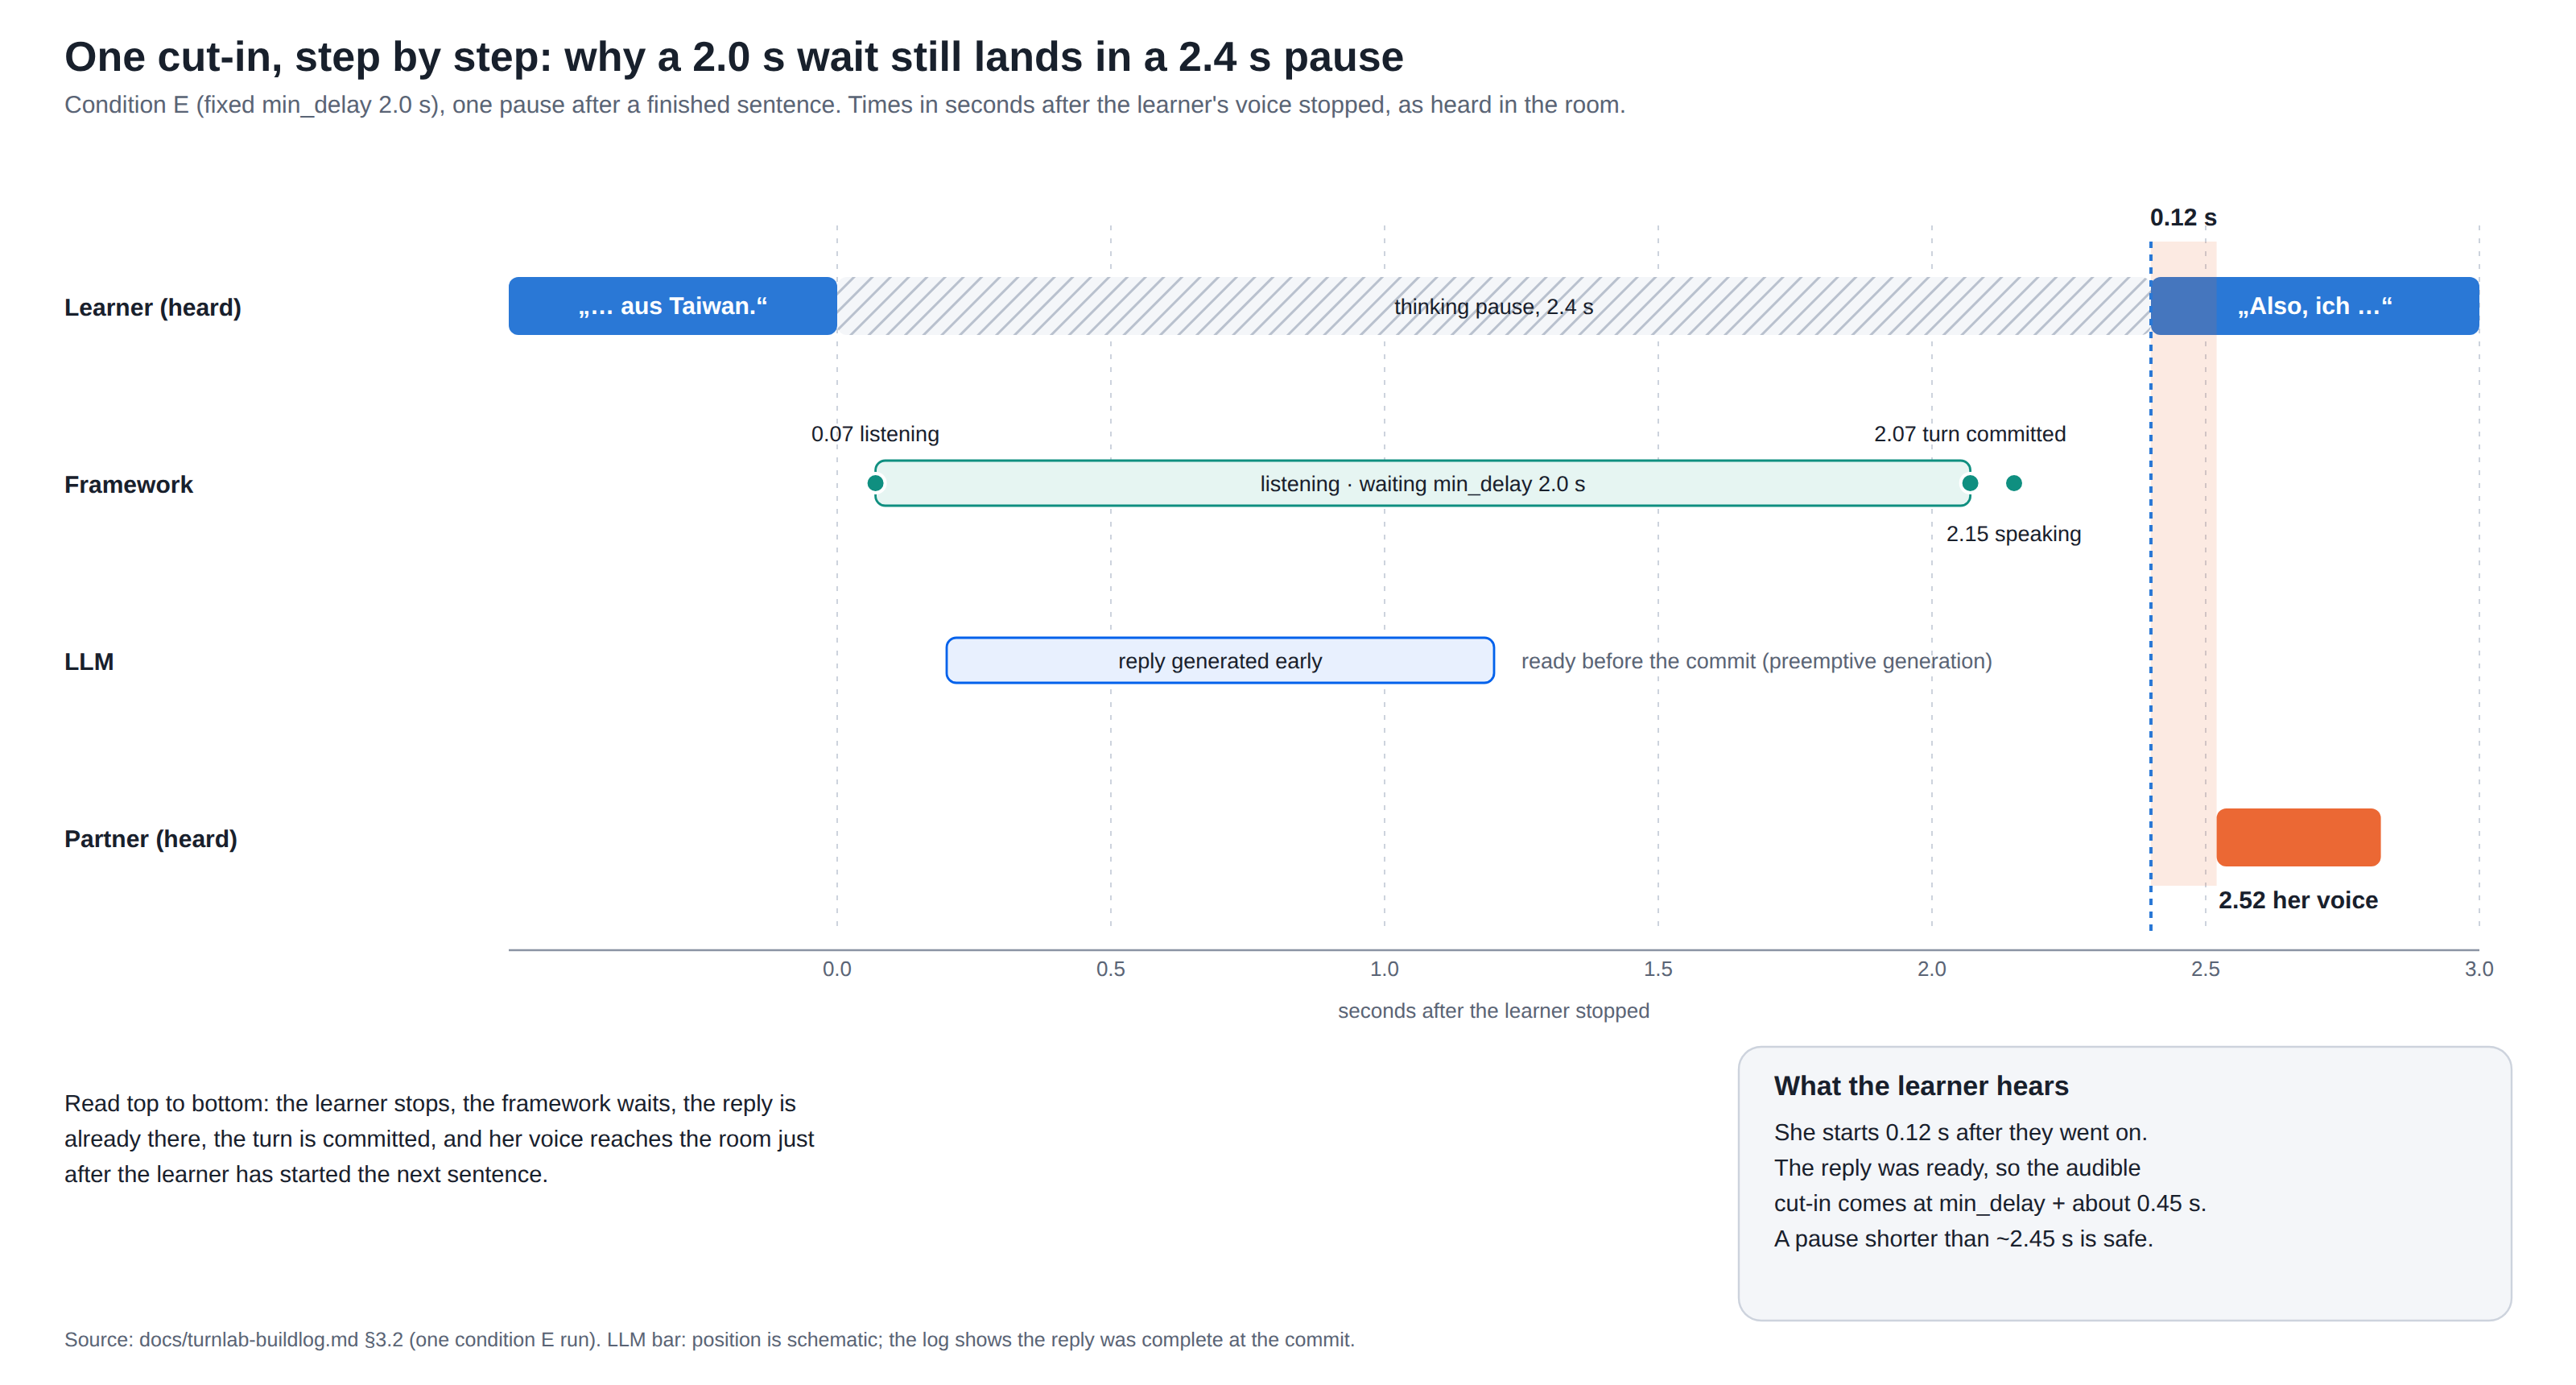 One cut-in, step by step: why a 2.0 s wait still lands in a 2.4 s pause
Condition E (fixed min_delay 2.0 s), one pause after a finished sentence. Times in seconds after the learner's voice stopped, as heard in the room.
0.12 s
Learner (heard)
„… aus Taiwan.“
thinking pause, 2.4 s
„Also, ich …“
0.07 listening
2.07 turn committed
Framework
listening · waiting min_delay 2.0 s
2.15 speaking
LLM
reply generated early
ready before the commit (preemptive generation)
Partner (heard)
2.52 her voice
0.0 0.5 1.0 1.5 2.0 2.5 3.0
seconds after the learner stopped
Read top to bottom: the learner stops, the framework waits, the reply is
already there, the turn is committed, and her voice reaches the room just
after the learner has started the next sentence.
What the learner hears
She starts 0.12 s after they went on.
The reply was ready, so the audible
cut-in comes at min_delay + about 0.45 s.
A pause shorter than ~2.45 s is safe.
Source: docs/turnlab-buildlog.md §3.2 (one condition E run). LLM bar: position is schematic; the log shows the reply was complete at the commit.